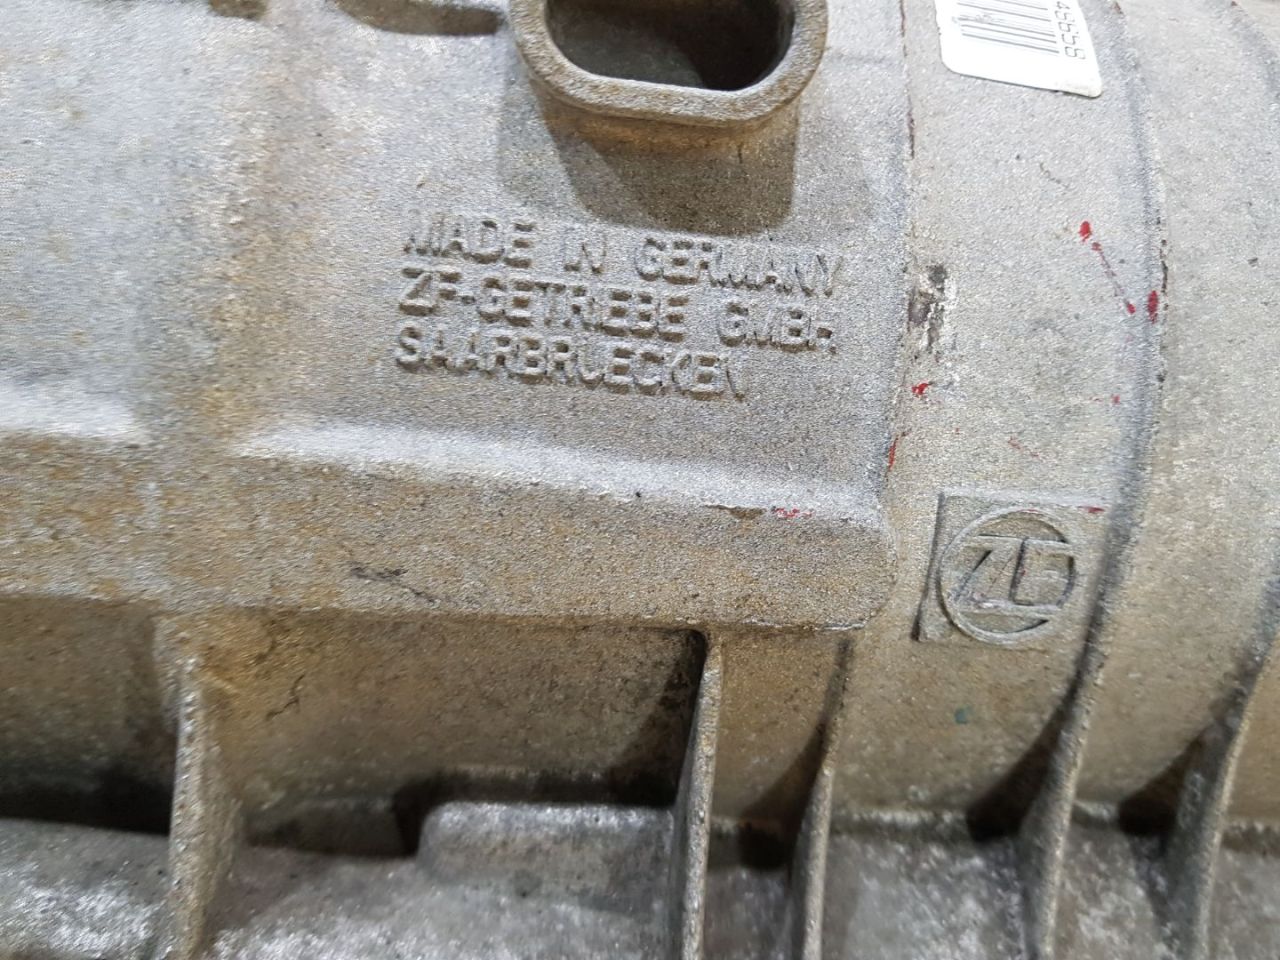 MADE IN GERMANY
ZF-GETRIEBE GMBH
SAARBRUECKEN
ZF